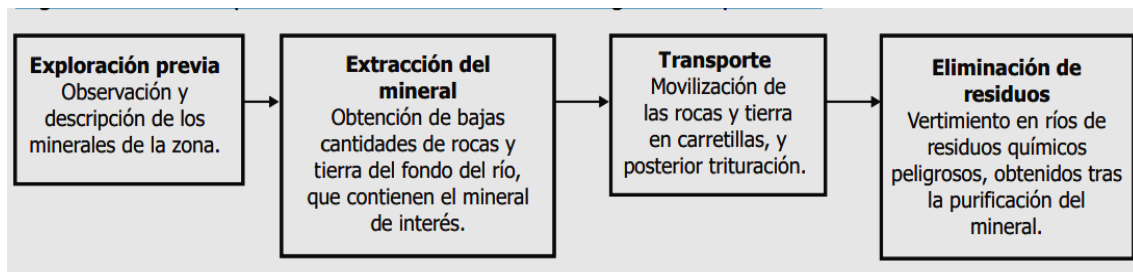 Exploración previa
Observación y
descripción de los
minerales de la zona.
Extracción del
mineral
Obtención de bajas
cantidades de rocas y
tierra del fondo del río,
que contienen el mineral
de interés.
Transporte
Movilización de
las rocas y tierra
en carretillas, y
posterior trituración.
Eliminación de
residuos
Vertimiento en ríos de
residuos químicos
peligrosos, obtenidos tras
la purificación del
mineral.